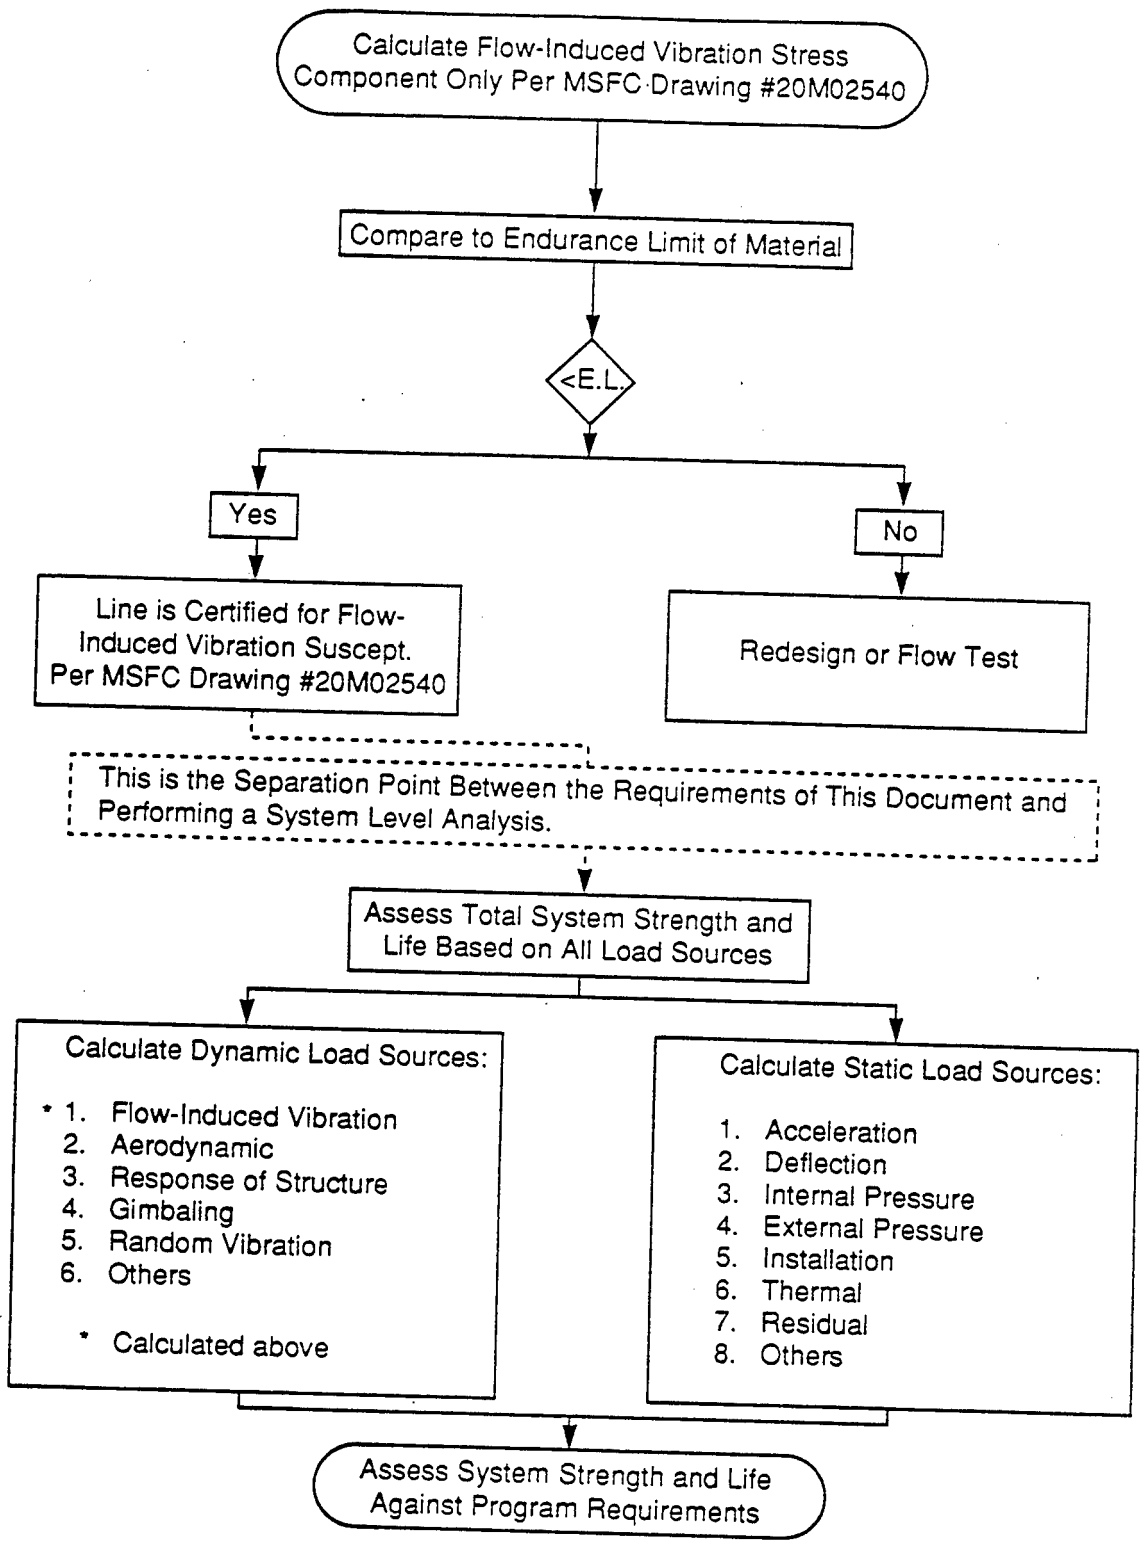 Calculate Flow-Induced Vibration Stress
Component Only Per MSFC Drawing #20M02540
Compare to Endurance Limit of Material
<E.L.
Yes
No
Line is Certified for Flow-
Induced Vibration Suscept.
Per MSFC Drawing #20M02540
Redesign or Flow Test
This is the Separation Point Between the Requirements of This Document and
Performing a System Level Analysis.
Assess Total System Strength and
Life Based on All Load Sources
Calculate Dynamic Load Sources:
* 1. Flow-Induced Vibration
2. Aerodynamic
3. Response of Structure
4. Gimbaling
5. Random Vibration
6. Others
* Calculated above
Calculate Static Load Sources:
1. Acceleration
2. Deflection
3. Internal Pressure
4. External Pressure
5. Installation
6. Thermal
7. Residual
8. Others
Assess System Strength and Life
Against Program Requirements